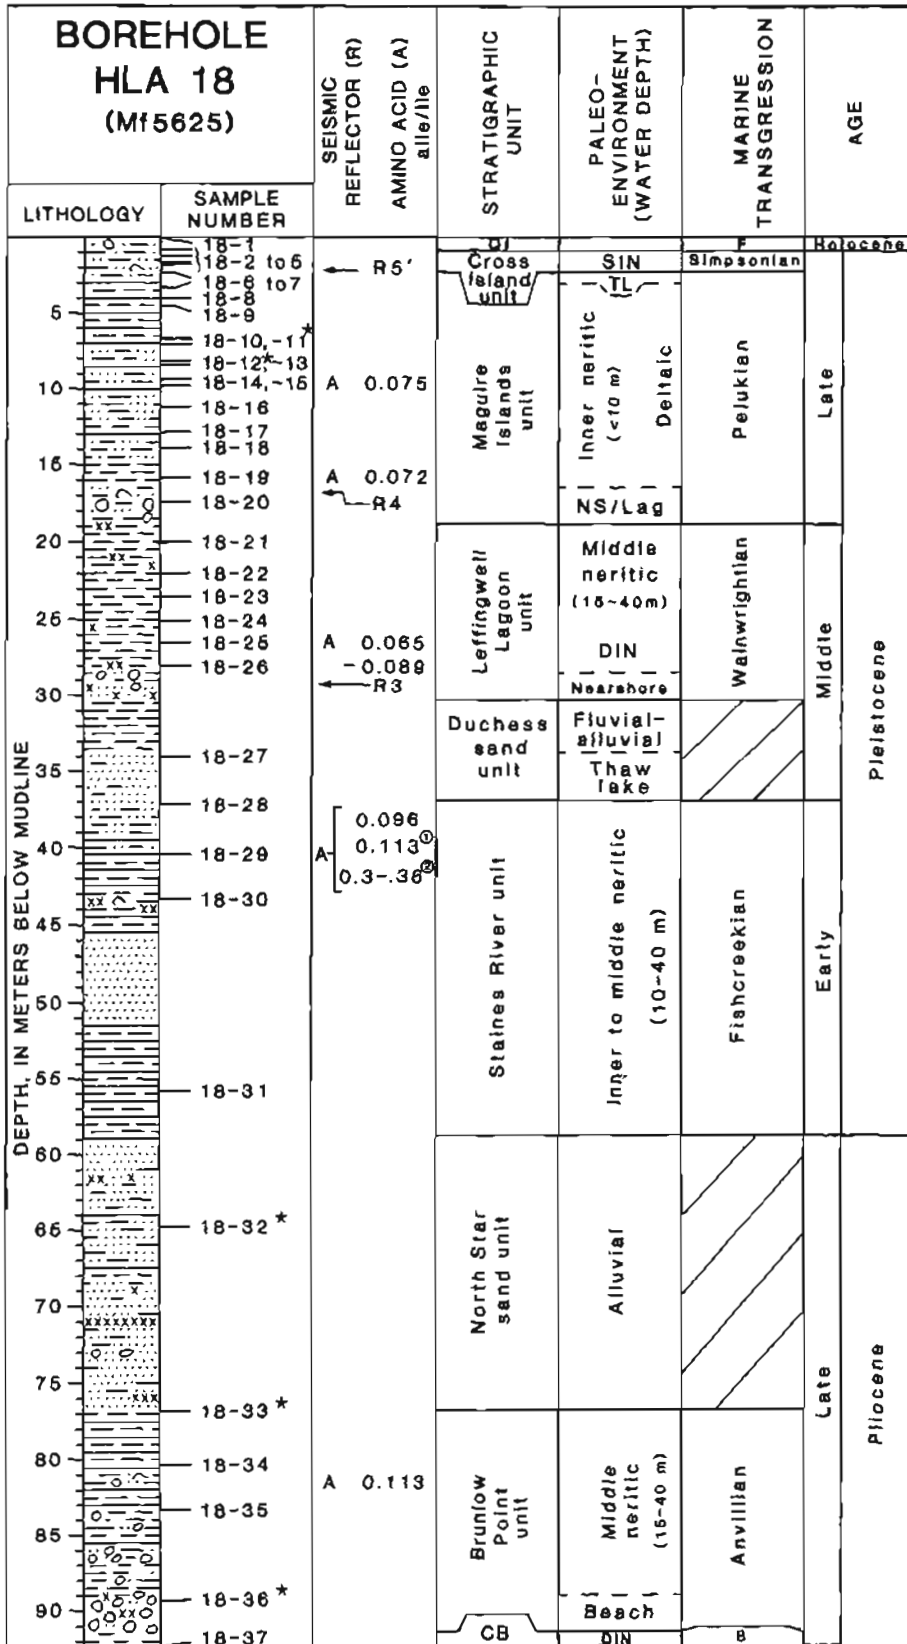 BOREHOLE
HLA 18
(Mf5625)
LITHOLOGY
SAMPLE
NUMBER
SEISMIC
REFLECTOR (R)
AMINO ACID (A)
alle/Ile
STRATIGRAPHIC
UNIT
PALEO-
ENVIRONMENT
(WATER DEPTH)
MARINE
TRANSGRESSION
AGE
DEPTH, IN METERS BELOW MUDLINE
5
10
15
20
25
30
35
40
45
50
55
60
65
70
75
80
85
90
18-1
18-2 to 5
18-6 to7
18-8
18-9
18-10,-11*
18-12*,-13
18-14,-15
18-16
18-17
18-18
18-19
18-20
18-21
18-22
18-23
18-24
18-25
18-26
18-27
18-28
18-29
18-30
18-31
18-32*
18-33*
18-34
18-35
18-36*
18-37
R5'
A 0.075
A 0.072
R4
A 0.065
-0.089
R3
A
0.096
0.113①
0.3-.36②
A 0.113
Cross
Island
unit
Maguire
Islands
unit
Leffingwell
Lagoon
unit
Duchess
sand
unit
Staines River unit
North Star
sand unit
Brunlow
Point
unit
CB
SIN
TL
Inner neritic
(<10 m)
Deltaic
NS/Lag
Middle
neritic
(15-40m)
DIN
Nearshore
Fluvial-
alluvial
Thaw
lake
Inner to middle neritic
(10-40 m)
Alluvial
Middle
neritic
(15-40 m)
Beach
DIN
F
Simpsonian
Pelukian
Wainwrightian
Fishcreekian
Anvillian
B
Holocene
Late
Middle
Early
Pleistocene
Late
Pliocene